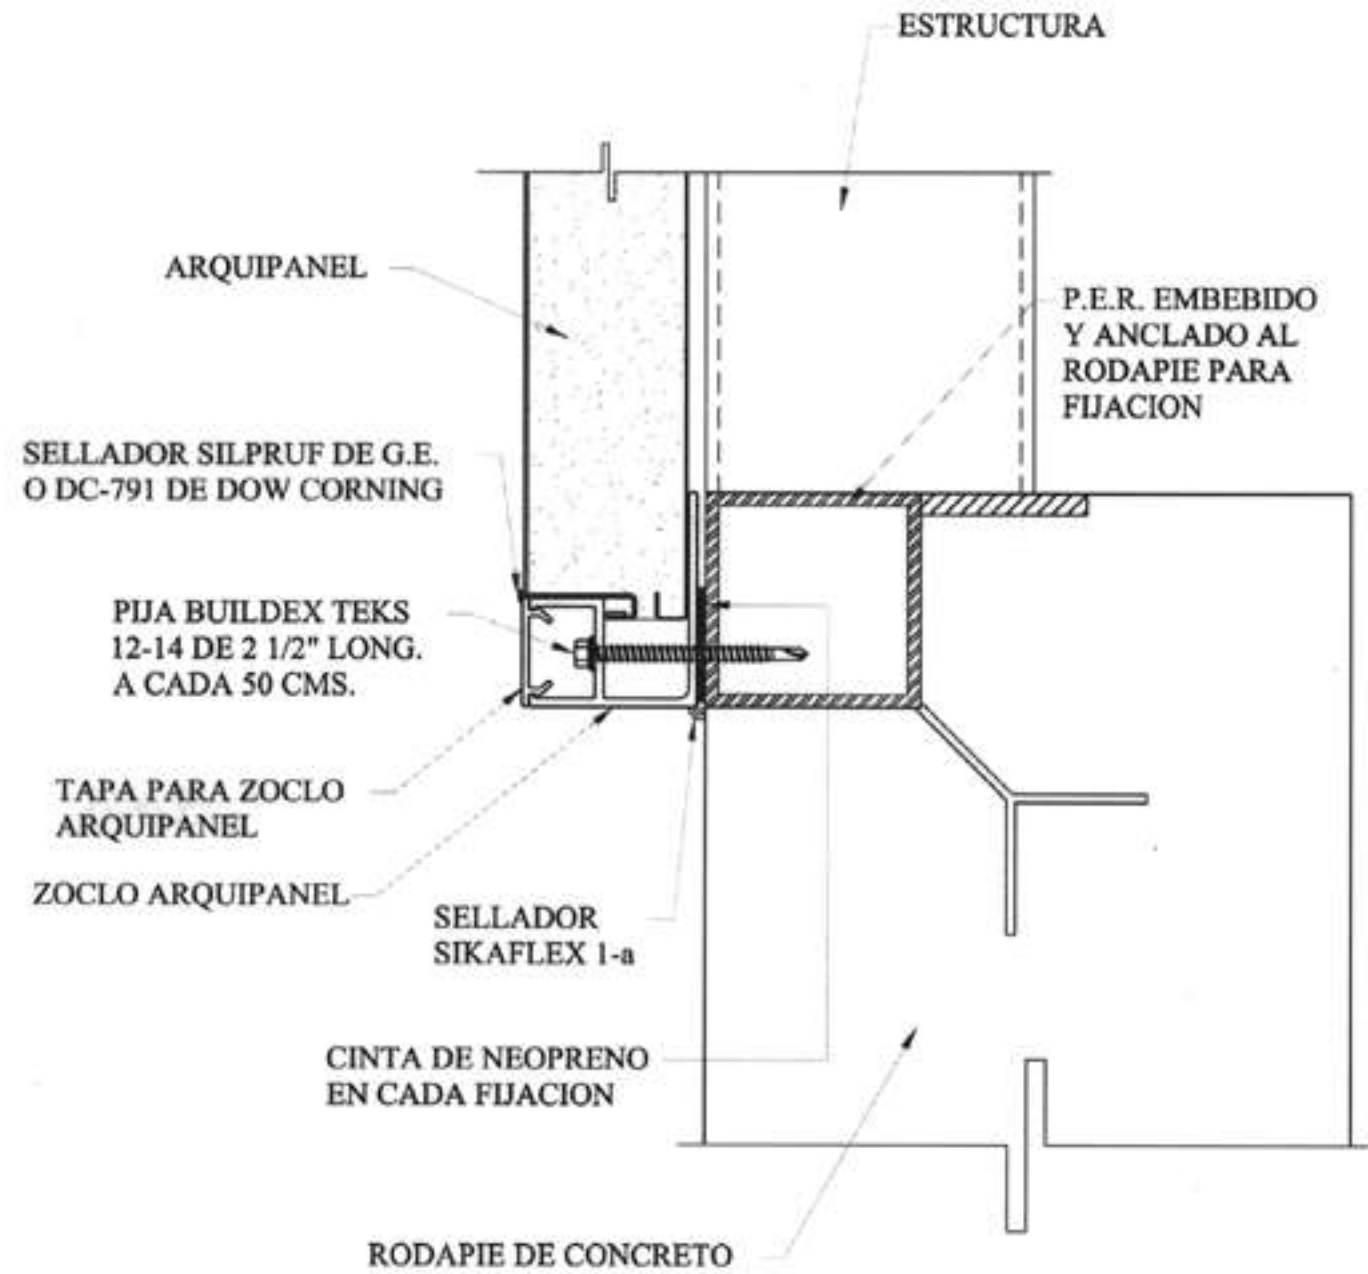 ESTRUCTURA
ARQUIPANEL
P.E.R. EMBEBIDO
Y ANCLADO AL
RODAPIE PARA
FIJACION
SELLADOR SILPRUF DE G.E.
O DC-791 DE DOW CORNING
PIJA BUILDEX TEKS
12-14 DE 2 1/2" LONG.
A CADA 50 CMS.
TAPA PARA ZOCLO
ARQUIPANEL
ZOCLO ARQUIPANEL
SELLADOR
SIKAFLEX 1-a
CINTA DE NEOPRENO
EN CADA FIJACION
RODAPIE DE CONCRETO